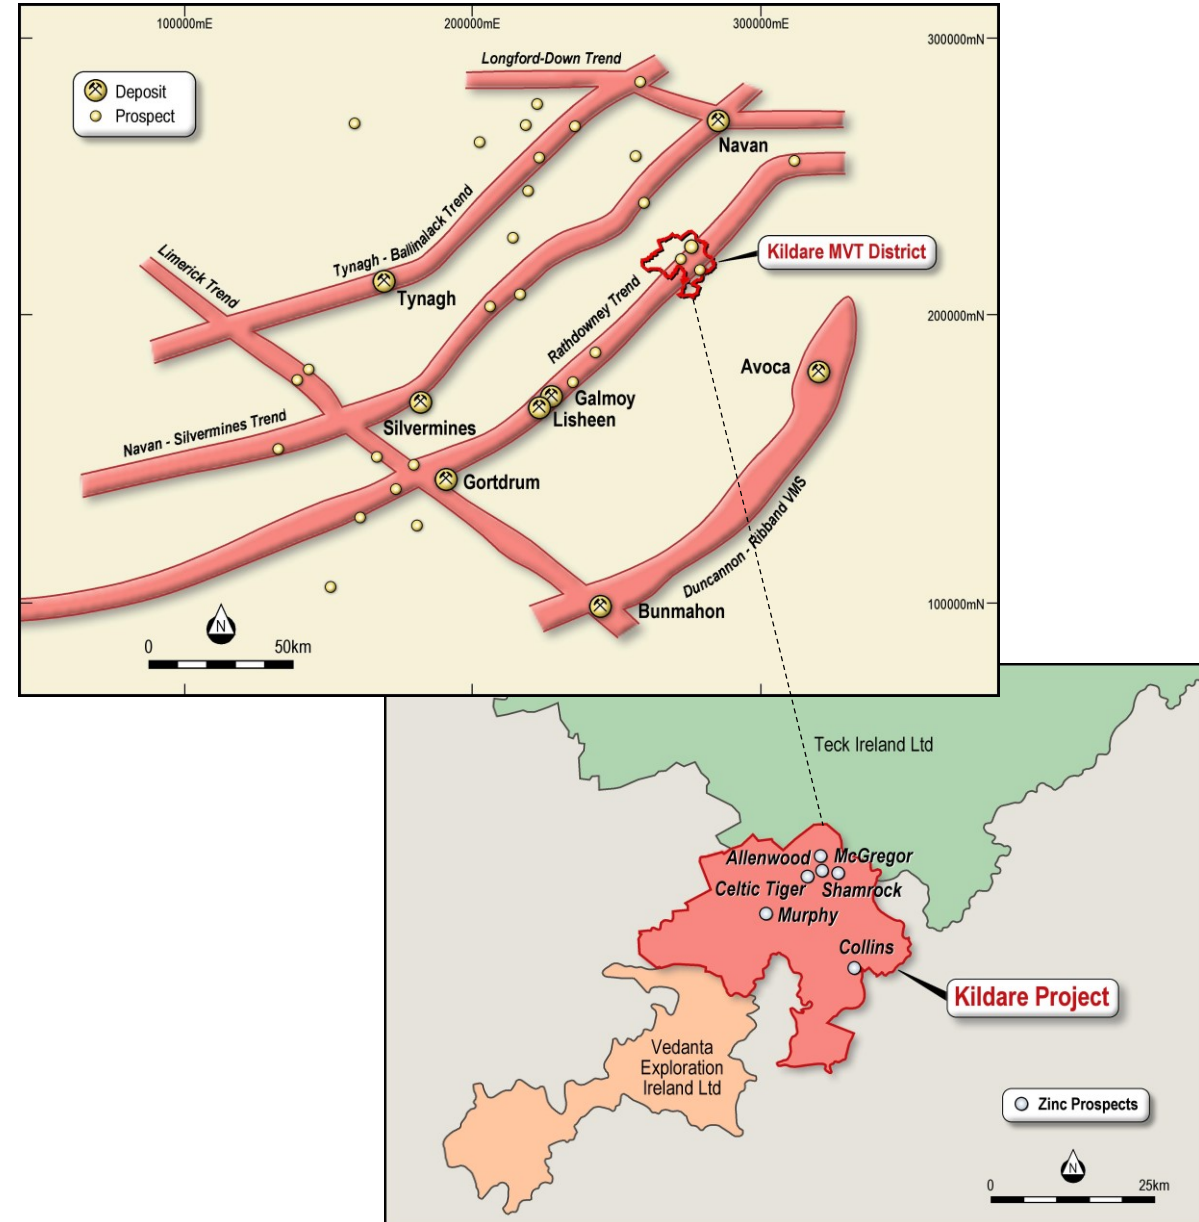 100000mE
200000mE
300000mE
300000mN
Longford-Down Trend
Deposit
Prospect
Navan
Tynagh - Ballinalack Trend
Limerick Trend
Kildare MVT District
Tynagh
Rathdowney Trend
200000mN
Avoca
Galmoy
Lisheen
Silvermines
Navan - Silvermines Trend
Gortdrum
Duncannon - Ribband VMS
Bunmahon
100000mN
N
0
50km
Teck Ireland Ltd
Allenwood
McGregor
Celtic Tiger
Shamrock
Murphy
Collins
Kildare Project
Vedanta
Exploration
Ireland Ltd
Zinc Prospects
N
0
25km